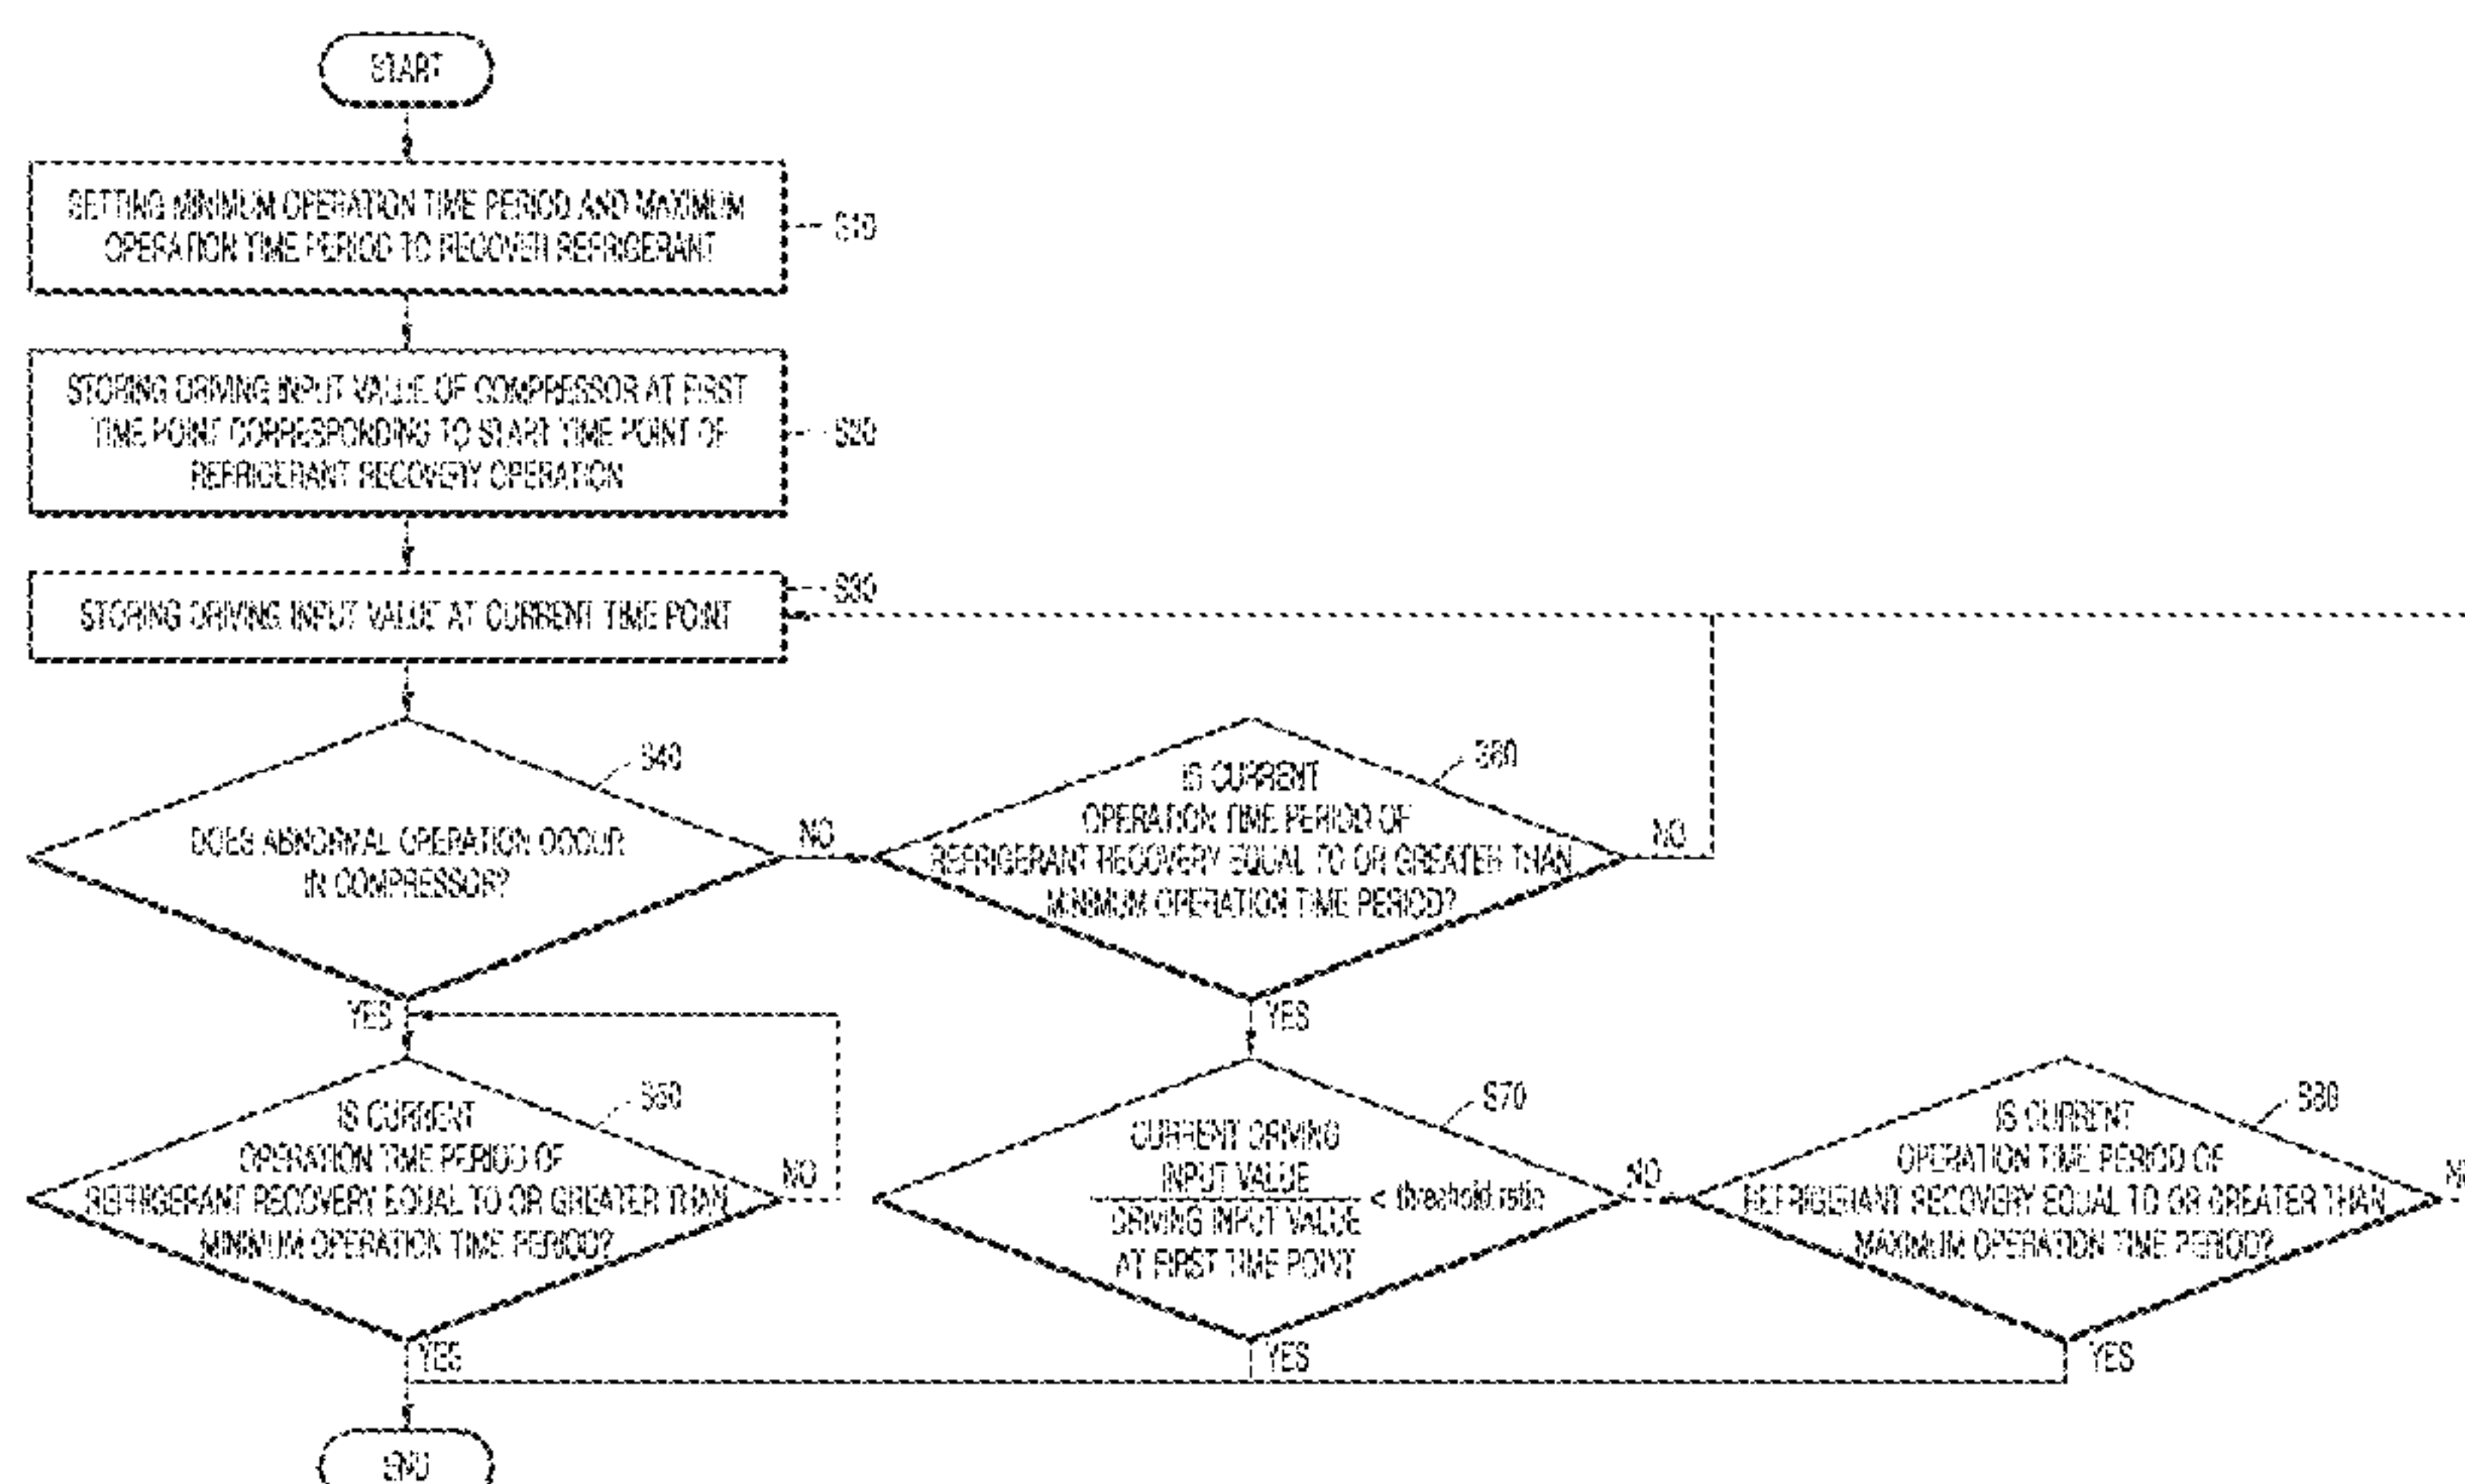 START
SETTING MINIMUM OPERATION TIME PERIOD AND MAXIMUM
OPERATION TIME PERIOD TO RECOVER REFRIGERANT
S10
STORING DRIVING INPUT VALUE OF COMPRESSOR AT FIRST
TIME POINT CORRESPONDING TO START TIME POINT OF
REFRIGERANT RECOVERY OPERATION
S20
STORING DRIVING INPUT VALUE AT CURRENT TIME POINT
S30
DOES ABNORMAL OPERATION OCCUR
IN COMPRESSOR?
S40
NO
YES
IS CURRENT
OPERATION TIME PERIOD OF
REFRIGERANT RECOVERY EQUAL TO OR GREATER THAN
MINIMUM OPERATION TIME PERIOD?
S60
NO
YES
IS CURRENT
OPERATION TIME PERIOD OF
REFRIGERANT RECOVERY EQUAL TO OR GREATER THAN
MINIMUM OPERATION TIME PERIOD?
S50
NO
YES
CURRENT DRIVING
INPUT VALUE
DRIVING INPUT VALUE
AT FIRST TIME POINT
< threshold ratio
S70
NO
YES
IS CURRENT
OPERATION TIME PERIOD OF
REFRIGERANT RECOVERY EQUAL TO OR GREATER THAN
MAXIMUM OPERATION TIME PERIOD?
S80
YES
END